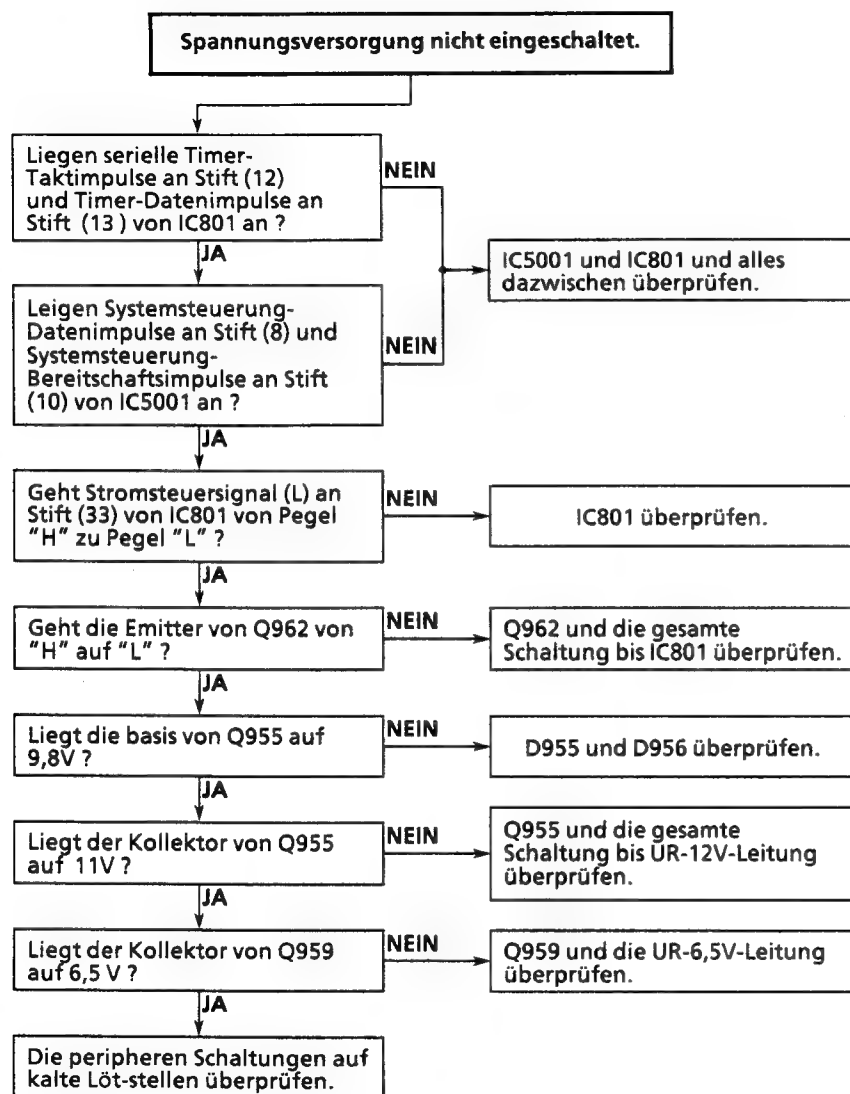 Spannungsversorgung nicht eingeschaltet.
Liegen serielle Timer-
Taktimpulse an Stift (12)
und Timer-Datenimpulse an
Stift (13 ) von IC801 an ?
NEIN
JA
IC5001 und IC801 und alles
dazwischen überprüfen.
Leigen Systemsteuerung-
Datenimpulse an Stift (8) und
Systemsteuerung-
Bereitschaftsimpulse an Stift
(10) von IC5001 an ?
NEIN
JA
Geht Stromsteuersignal (L) an
Stift (33) von IC801 von Pegel
"H" zu Pegel "L" ?
NEIN
IC801 überprüfen.
JA
Geht die Emitter von Q962 von
"H" auf "L" ?
NEIN
Q962 und die gesamte
Schaltung bis IC801 überprüfen.
JA
Liegt die basis von Q955 auf
9,8V ?
NEIN
D955 und D956 überprüfen.
JA
Liegt der Kollektor von Q955
auf 11V ?
NEIN
Q955 und die gesamte
Schaltung bis UR-12V-Leitung
überprüfen.
JA
Liegt der Kollektor von Q959
auf 6,5 V ?
NEIN
Q959 und die UR-6,5V-Leitung
überprüfen.
JA
Die peripheren Schaltungen auf
kalte Löt-stellen überprüfen.